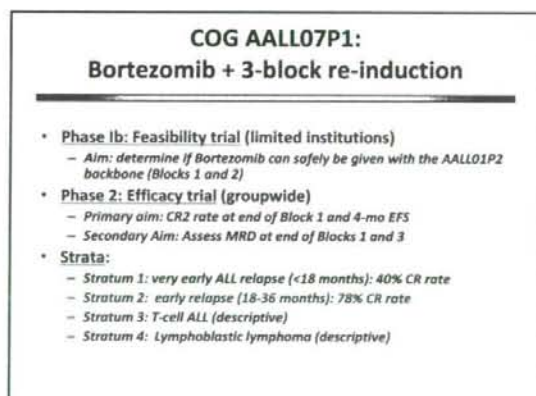 COG AALL07P1:
Bortezomib + 3-block re-induction
• Phase Ib: Feasibility trial (limited institutions)
– Aim: determine if Bortezomib can safely be given with the AALL01P2
backbone (Blocks 1 and 2)
• Phase 2: Efficacy trial (groupwide)
– Primary aim: CR2 rate at end of Block 1 and 4-mo EFS
– Secondary Aim: Assess MRD at end of Blocks 1 and 3
• Strata:
– Stratum 1: very early ALL relapse (<18 months): 40% CR rate
– Stratum 2: early relapse (18-36 months): 78% CR rate
– Stratum 3: T-cell ALL (descriptive)
– Stratum 4: Lymphoblastic lymphoma (descriptive)